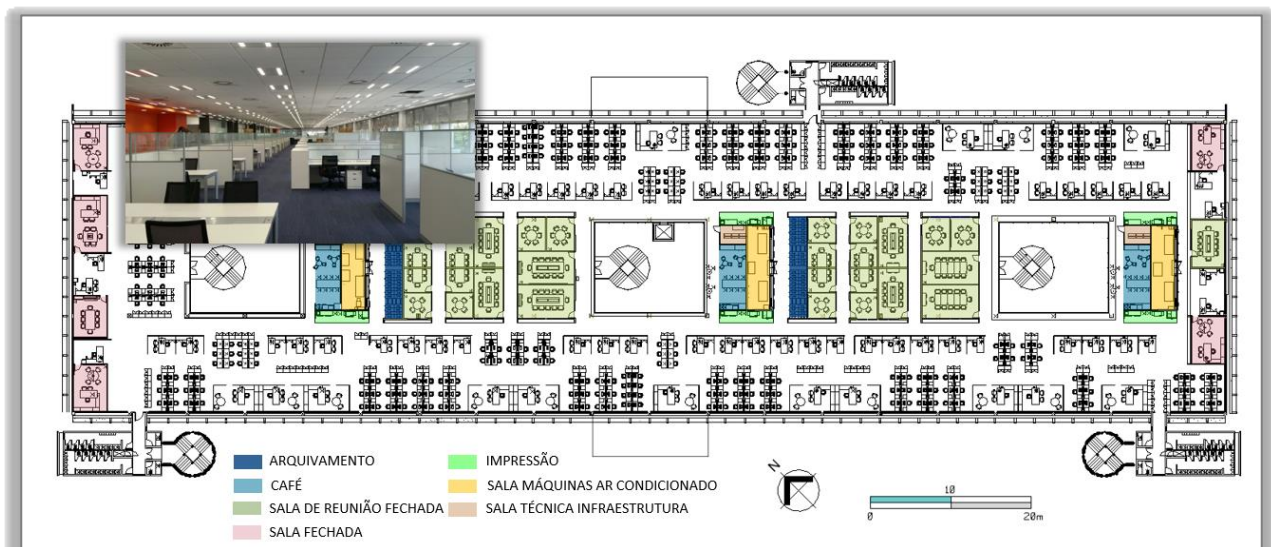 ARQUIVAMENTO
CAFÉ
SALA DE REUNIÃO FECHADA
SALA FECHADA
IMPRESSÃO
SALA MÁQUINAS AR CONDICIONADO
SALA TÉCNICA INFRAESTRUTURA
N
10
0
20m